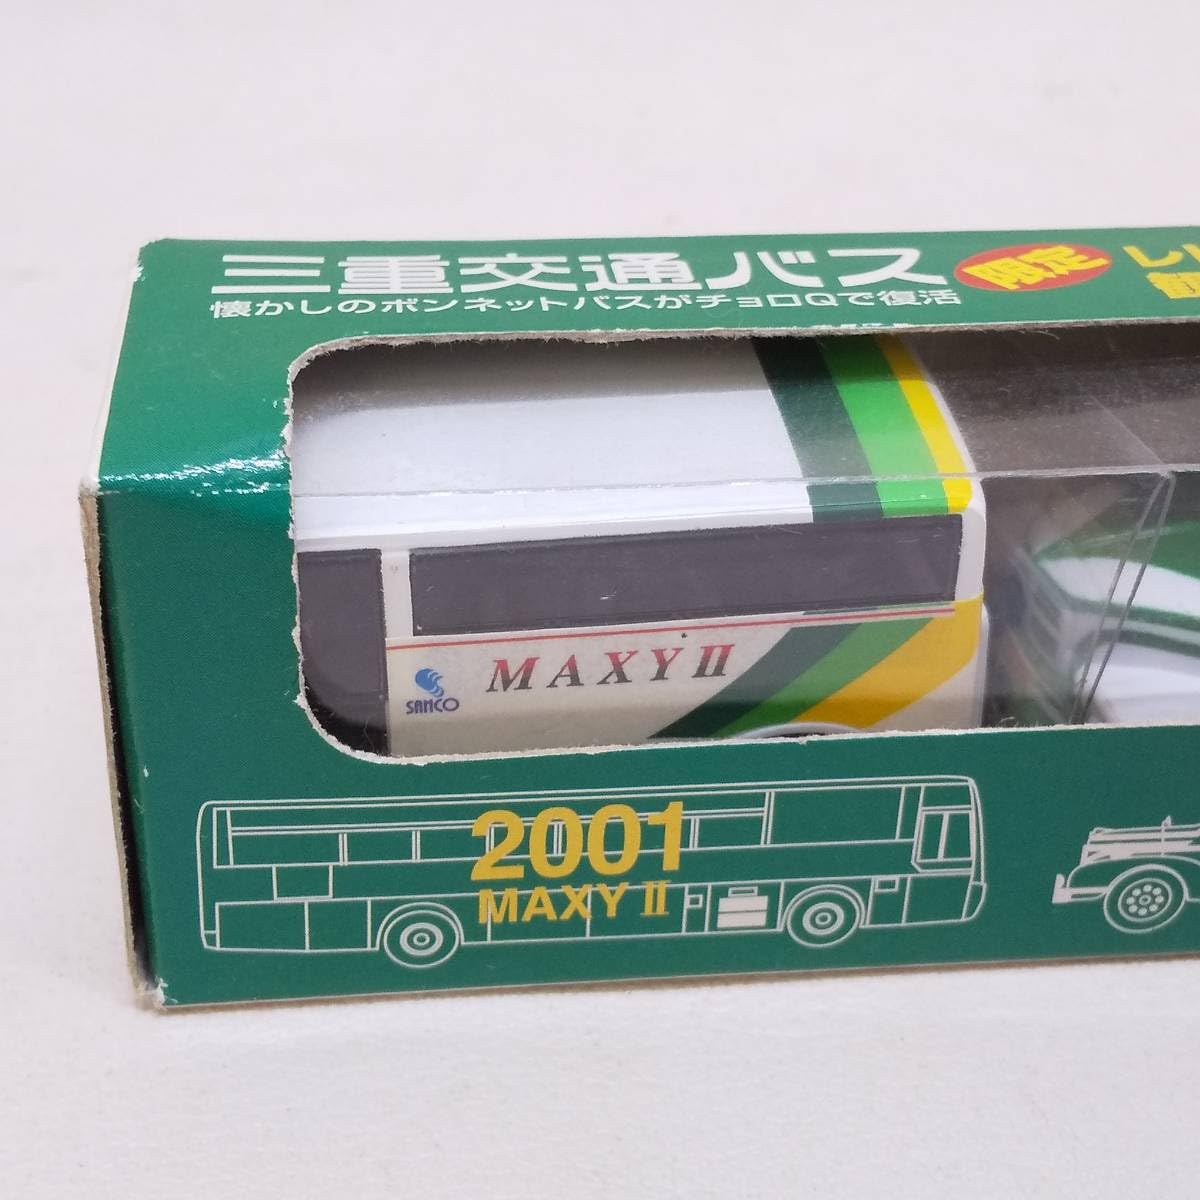 三重交通バス
懐かしのボンネットバスがチョロQで復活
限定
MAXY II
SANCO
2001
MAXY II